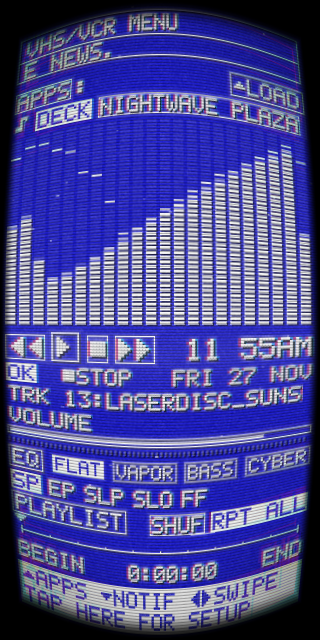 VHS/VCR MENU
E NEWS.
APPS: ▲LOAD
♪ DECK NIGHTWAVE PLAZA
11 55AM
OK ■STOP FRI 27 NOV
TRK 13:LASERDISC_SUNS
VOLUME
EQ FLAT VAPOR BASS CYBER
SP EP SLP SLO FF
PLAYLIST SHUF RPT ALL
BEGIN 0:00:00 END
▲APPS ▼NOTIF ◀▶SWIPE
TAP HERE FOR SETUP